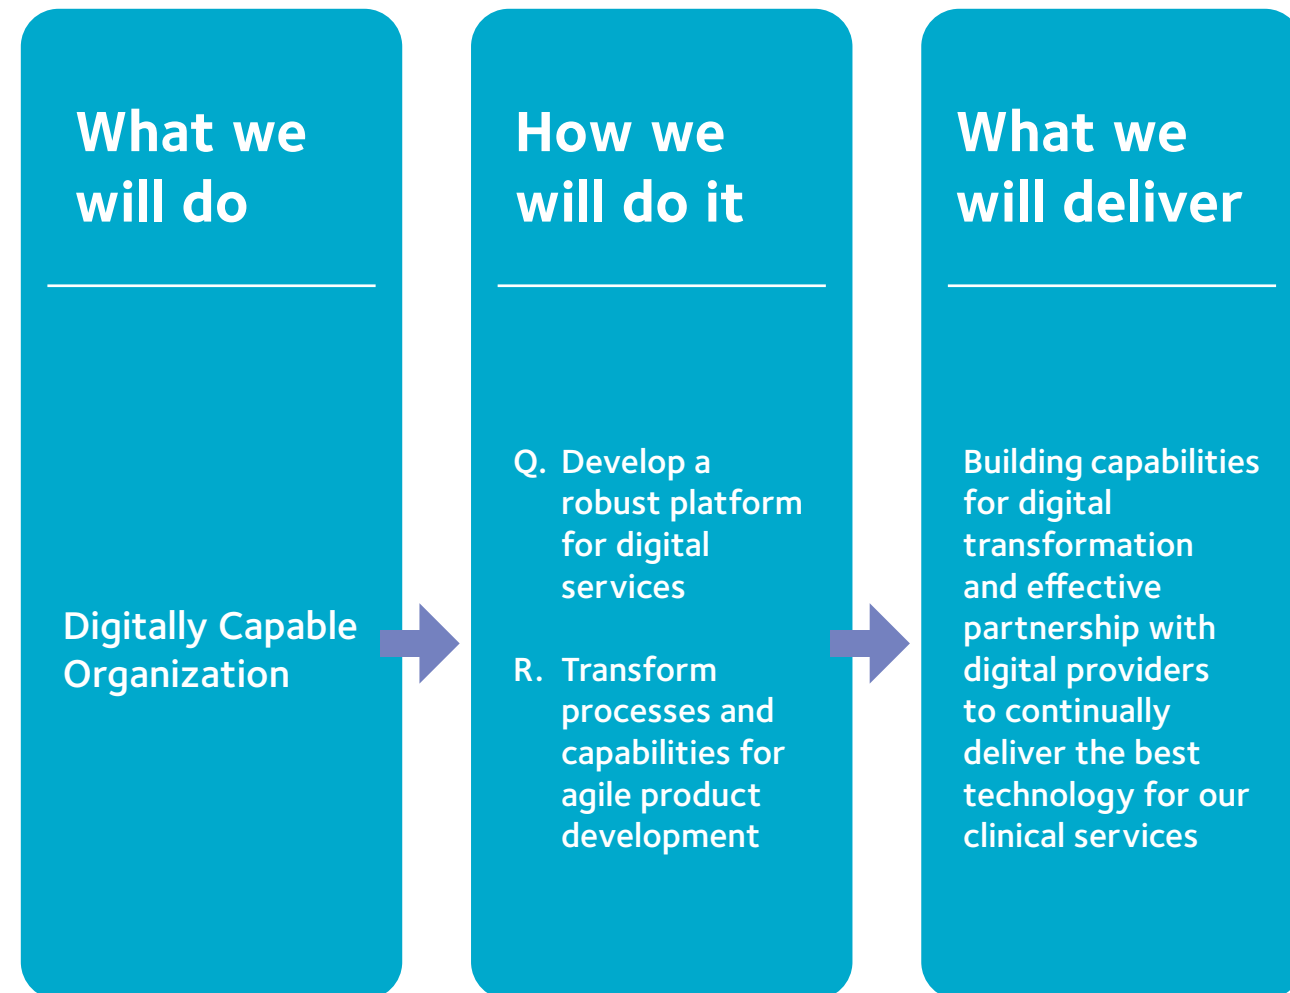 What we
will do
Digitally Capable
Organization
How we
will do it
Q. Develop a
robust platform
for digital
services
R. Transform
processes and
capabilities for
agile product
development
What we
will deliver
Building capabilities
for digital
transformation
and effective
partnership with
digital providers
to continually
deliver the best
technology for our
clinical services